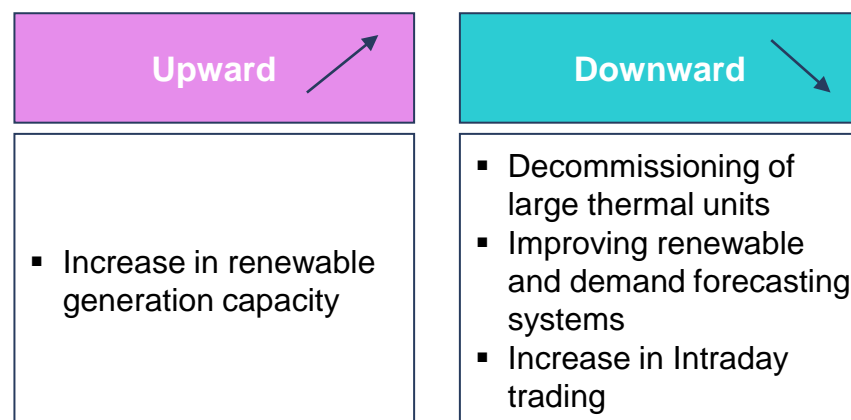 Upward
Downward
▪ Increase in renewable
generation capacity
▪ Decommissioning of
large thermal units
▪ Improving renewable
and demand forecasting
systems
▪ Increase in Intraday
trading